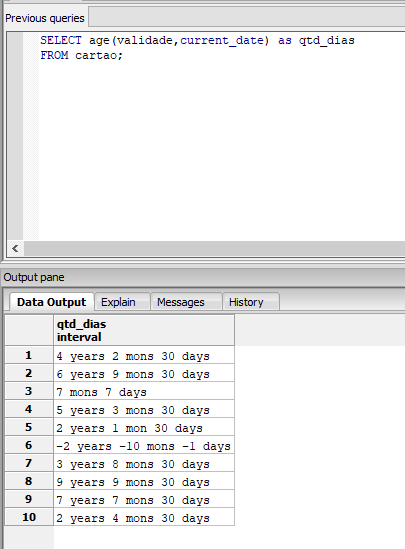 Previous queries
SELECT age(validade,current_date) as qtd_dias
FROM cartao;
<
Output pane
Data Output Explain Messages History
qtd_dias
interval
1 4 years 2 mons 30 days
2 6 years 9 mons 30 days
3 7 mons 7 days
4 5 years 3 mons 30 days
5 2 years 1 mon 30 days
6 -2 years -10 mons -1 days
7 3 years 8 mons 30 days
8 9 years 9 mons 30 days
9 7 years 7 mons 30 days
10 2 years 4 mons 30 days